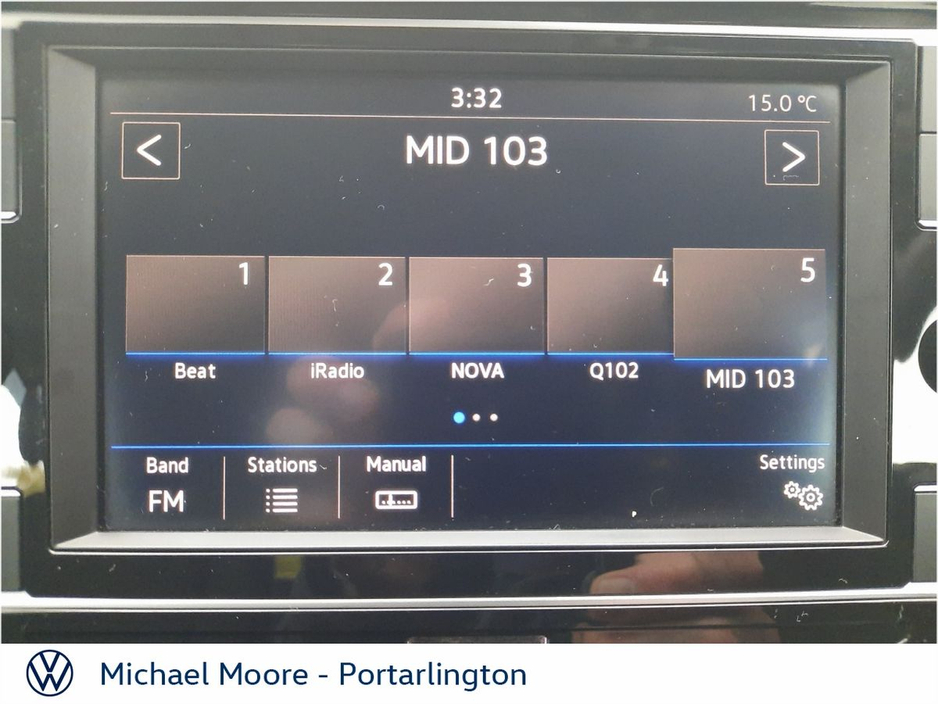 3:32
15.0 °C
<
MID 103
>
1 2 3 4 5
Beat iRadio NOVA Q102 MID 103
Band Stations Manual Settings
FM
Michael Moore - Portarlington